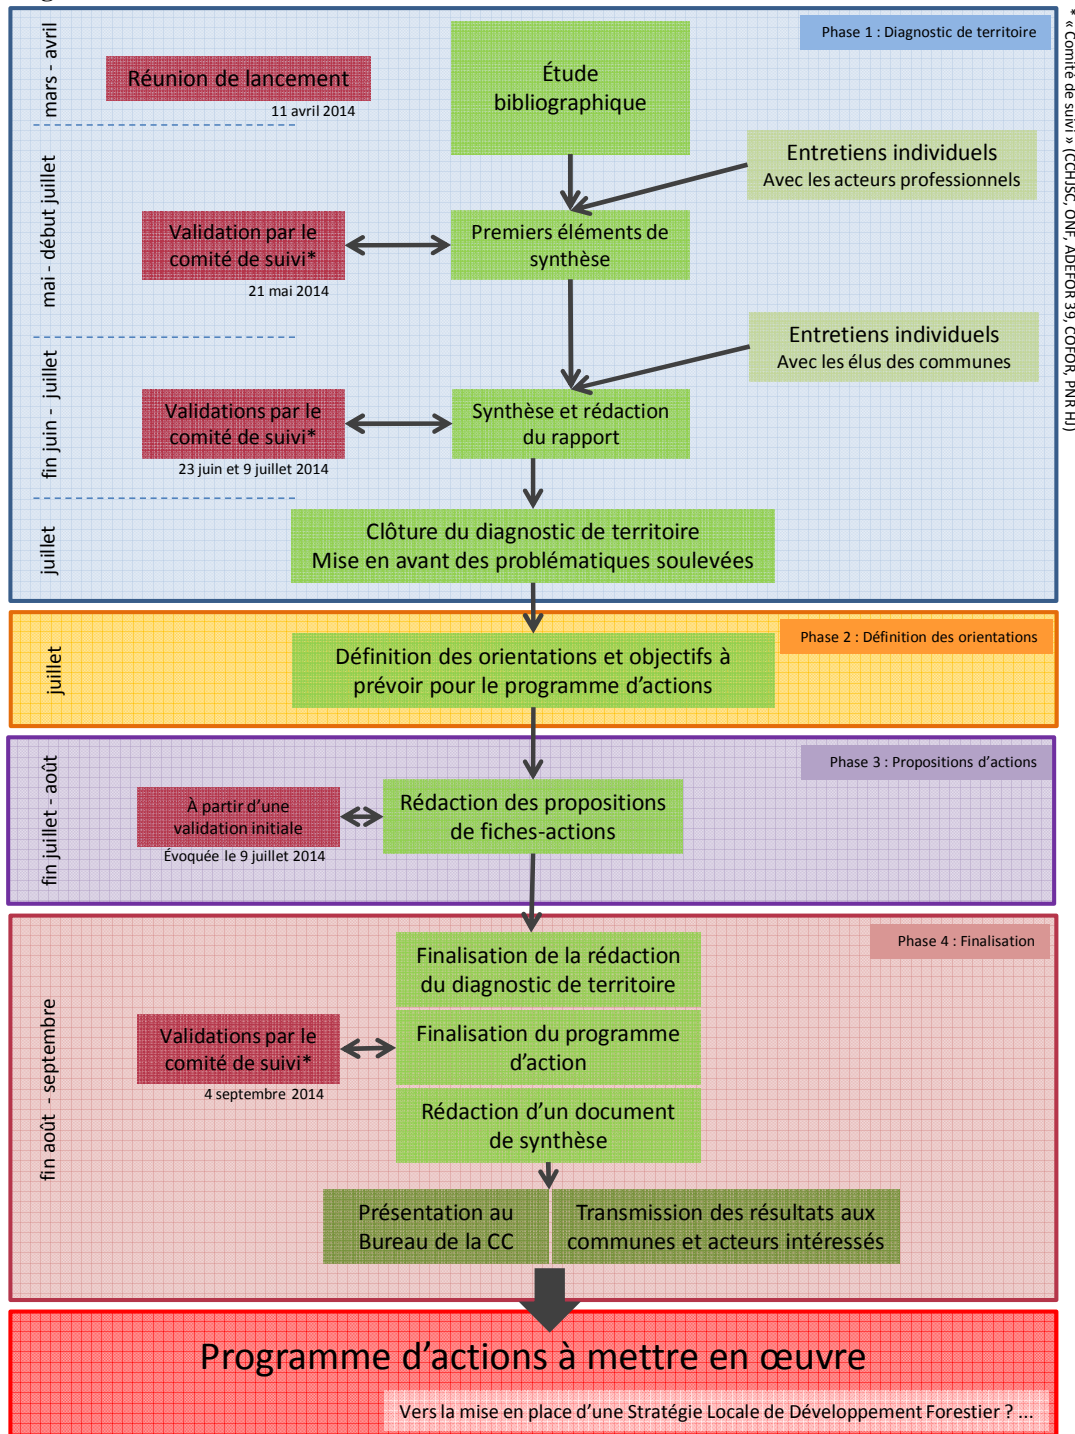 Phase 1 : Diagnostic de territoire
mars - avril
Réunion de lancement
11 avril 2014
Étude
bibliographique
Entretiens individuels
Avec les acteurs professionnels
mai - début juillet
Validation par le
comité de suivi*
21 mai 2014
Premiers éléments de
synthèse
Entretiens individuels
Avec les élus des communes
fin juin - juillet
Validations par le
comité de suivi*
23 juin et 9 juillet 2014
Synthèse et rédaction
du rapport
juillet
Clôture du diagnostic de territoire
Mise en avant des problématiques soulevées
* « Comité de suivi » (CCHJSC, ONF, ADEFOR 39, COFOR, PNR HJ)
Phase 2 : Définition des orientations
juillet
Définition des orientations et objectifs à
prévoir pour le programme d'actions
Phase 3 : Propositions d'actions
fin juillet - août
À partir d'une
validation initiale
Évoquée le 9 juillet 2014
Rédaction des propositions
de fiches-actions
Phase 4 : Finalisation
fin août - septembre
Finalisation de la rédaction
du diagnostic de territoire
Validations par le
comité de suivi*
4 septembre 2014
Finalisation du programme
d'action
Rédaction d'un document
de synthèse
Présentation au
Bureau de la CC
Transmission des résultats aux
communes et acteurs intéressés
Programme d'actions à mettre en œuvre
Vers la mise en place d'une Stratégie Locale de Développement Forestier ? ...